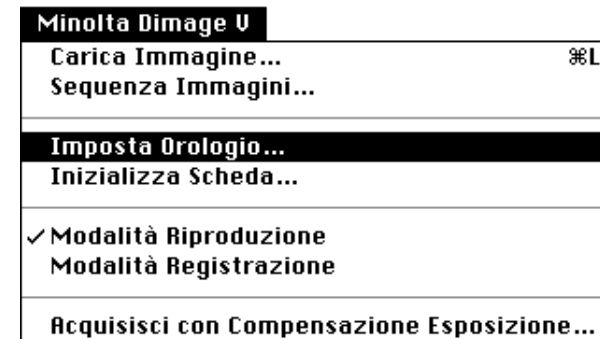 Minolta Dimage V
Carica Immagine... ⌘L
Sequenza Immagini...
Imposta Orologio...
Inizializza Scheda...
✓Modalità Riproduzione
Modalità Registrazione
Acquisisci con Compensazione Esposizione...